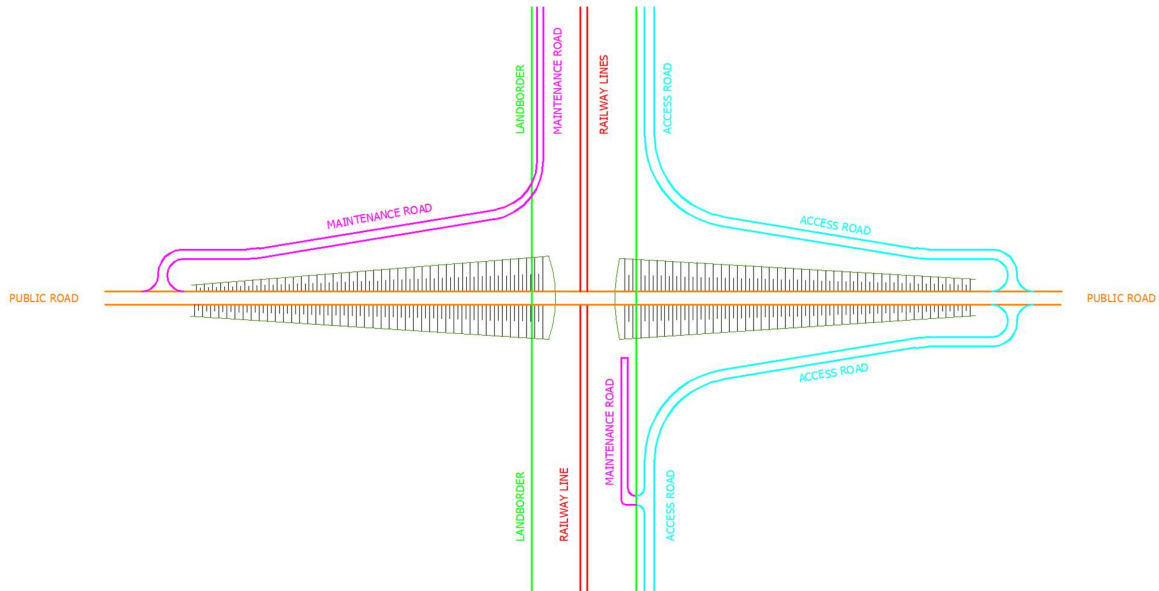 LANDBORDER
MAINTENANCE ROAD
RAILWAY LINES
ACCESS ROAD
MAINTENANCE ROAD
ACCESS ROAD
PUBLIC ROAD
PUBLIC ROAD
ACCESS ROAD
MAINTENANCE ROAD
LANDBORDER
RAILWAY LINE
ACCESS ROAD